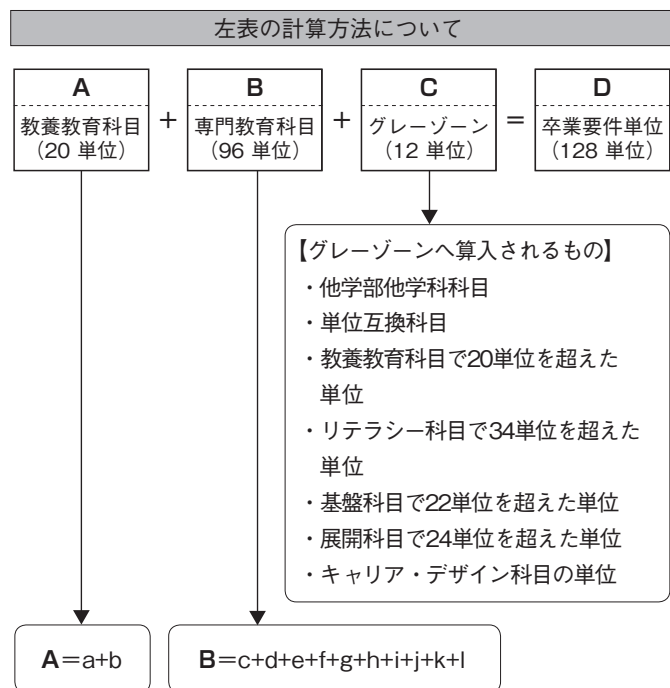 左表の計算方法について
A + B + C = D
教養教育科目 専門教育科目 グレーゾーン 卒業要件単位
(20 単位) (96 単位) (12 単位) (128 単位)
【グレーゾーンへ算入されるもの】
・他学部他学科科目
・単位互換科目
・教養教育科目で20単位を超えた
単位
・リテラシー科目で34単位を超えた
単位
・基盤科目で22単位を超えた単位
・展開科目で24単位を超えた単位
・キャリア・デザイン科目の単位
A=a+b
B=c+d+e+f+g+h+i+j+k+l